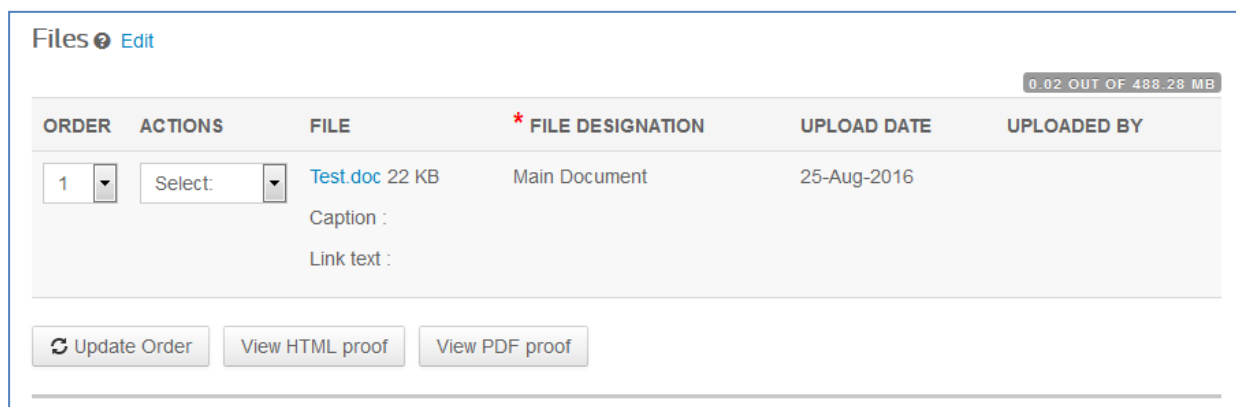 Files ? Edit
0.02 OUT OF 488.28 MB
ORDER ACTIONS FILE * FILE DESIGNATION UPLOAD DATE UPLOADED BY
1 Select: Test.doc 22 KB Main Document 25-Aug-2016
Caption :
Link text :
Update Order View HTML proof View PDF proof